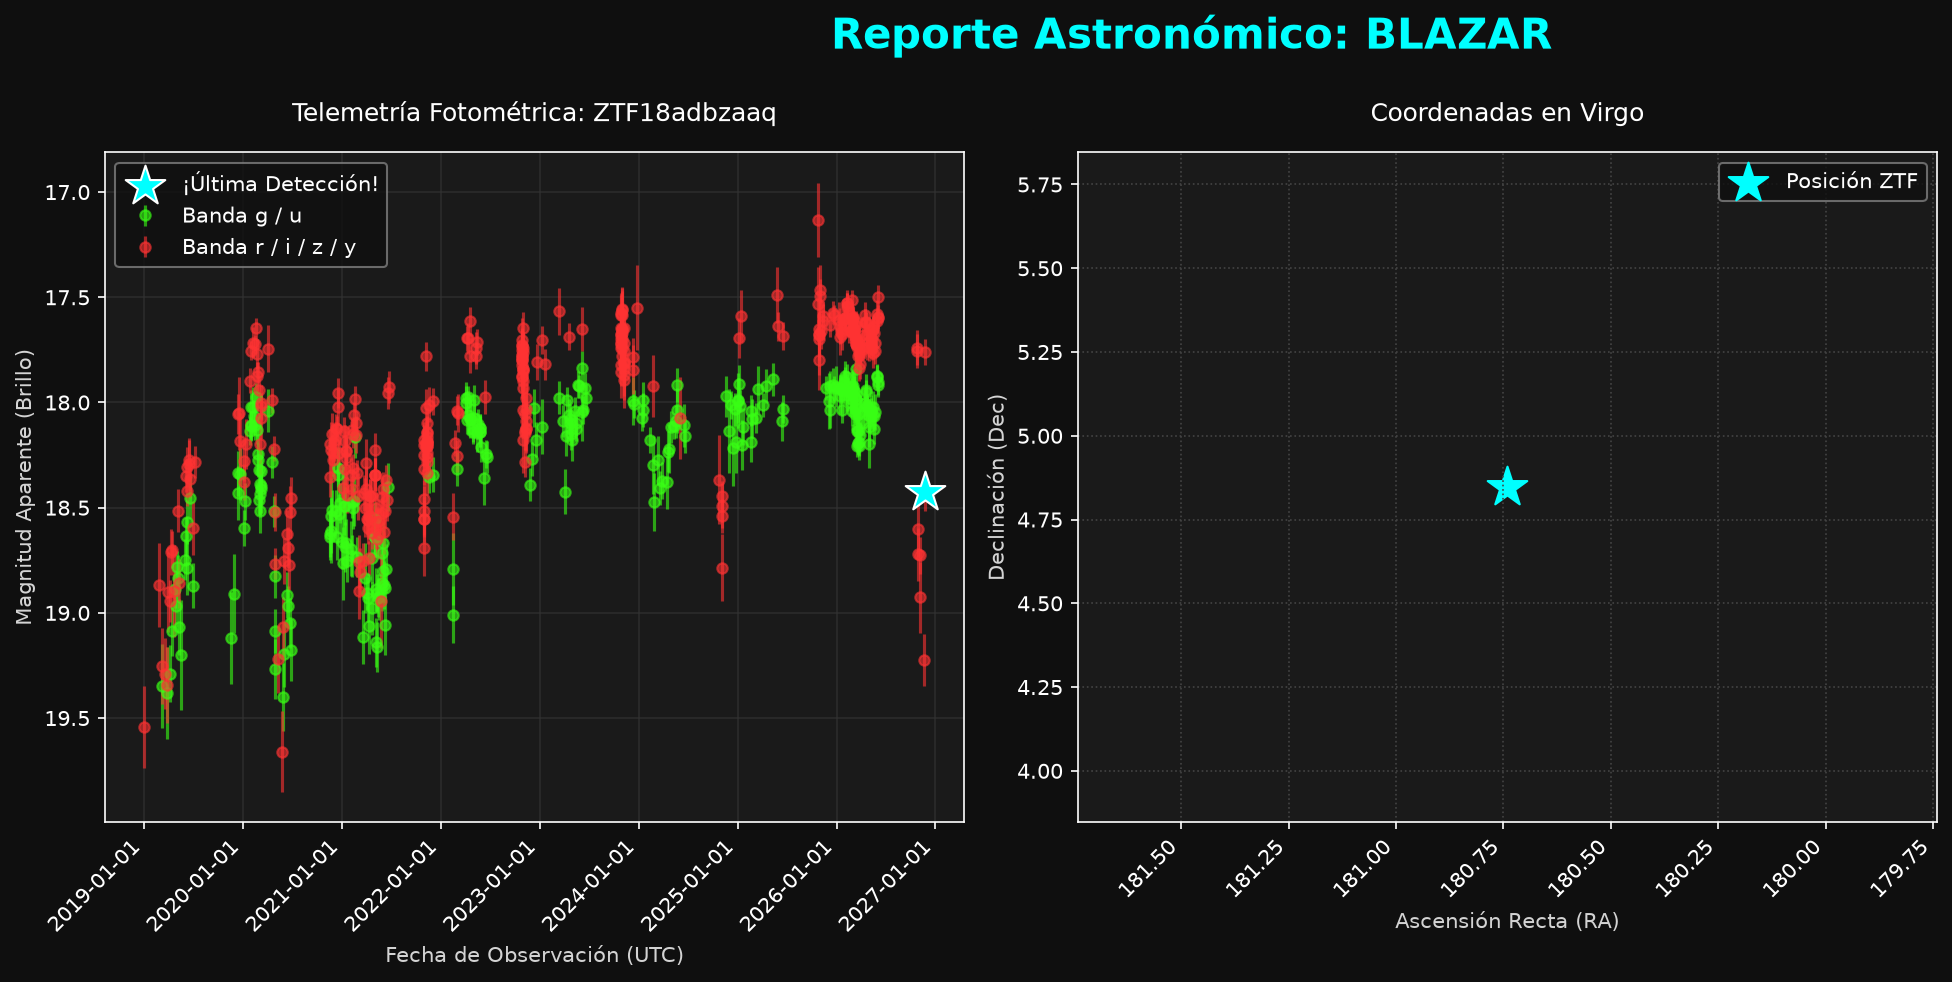 Reporte Astronómico: BLAZAR
Telemetría Fotométrica: ZTF18adbzaaq
¡Última Detección!
Banda g / u
Banda r / i / z / y
Magnitud Aparente (Brillo)
17.0
17.5
18.0
18.5
19.0
19.5
2019-01-01
2020-01-01
2021-01-01
2022-01-01
2023-01-01
2024-01-01
2025-01-01
2026-01-01
2027-01-01
Fecha de Observación (UTC)
Coordenadas en Virgo
Posición ZTF
Declinación (Dec)
5.75
5.50
5.25
5.00
4.75
4.50
4.25
4.00
181.50
181.25
181.00
180.75
180.50
180.25
180.00
179.75
Ascensión Recta (RA)